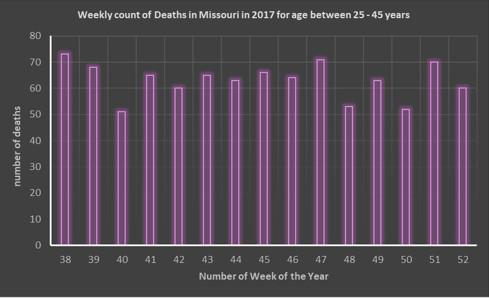 Weekly count of Deaths in Missouri in 2017 for age between 25 - 45 years
80
70
60
50
40
30
20
10
0
number of deaths
38 39 40 41 42 43 44 45 46 47 48 49 50 51 52
Number of Week of the Year